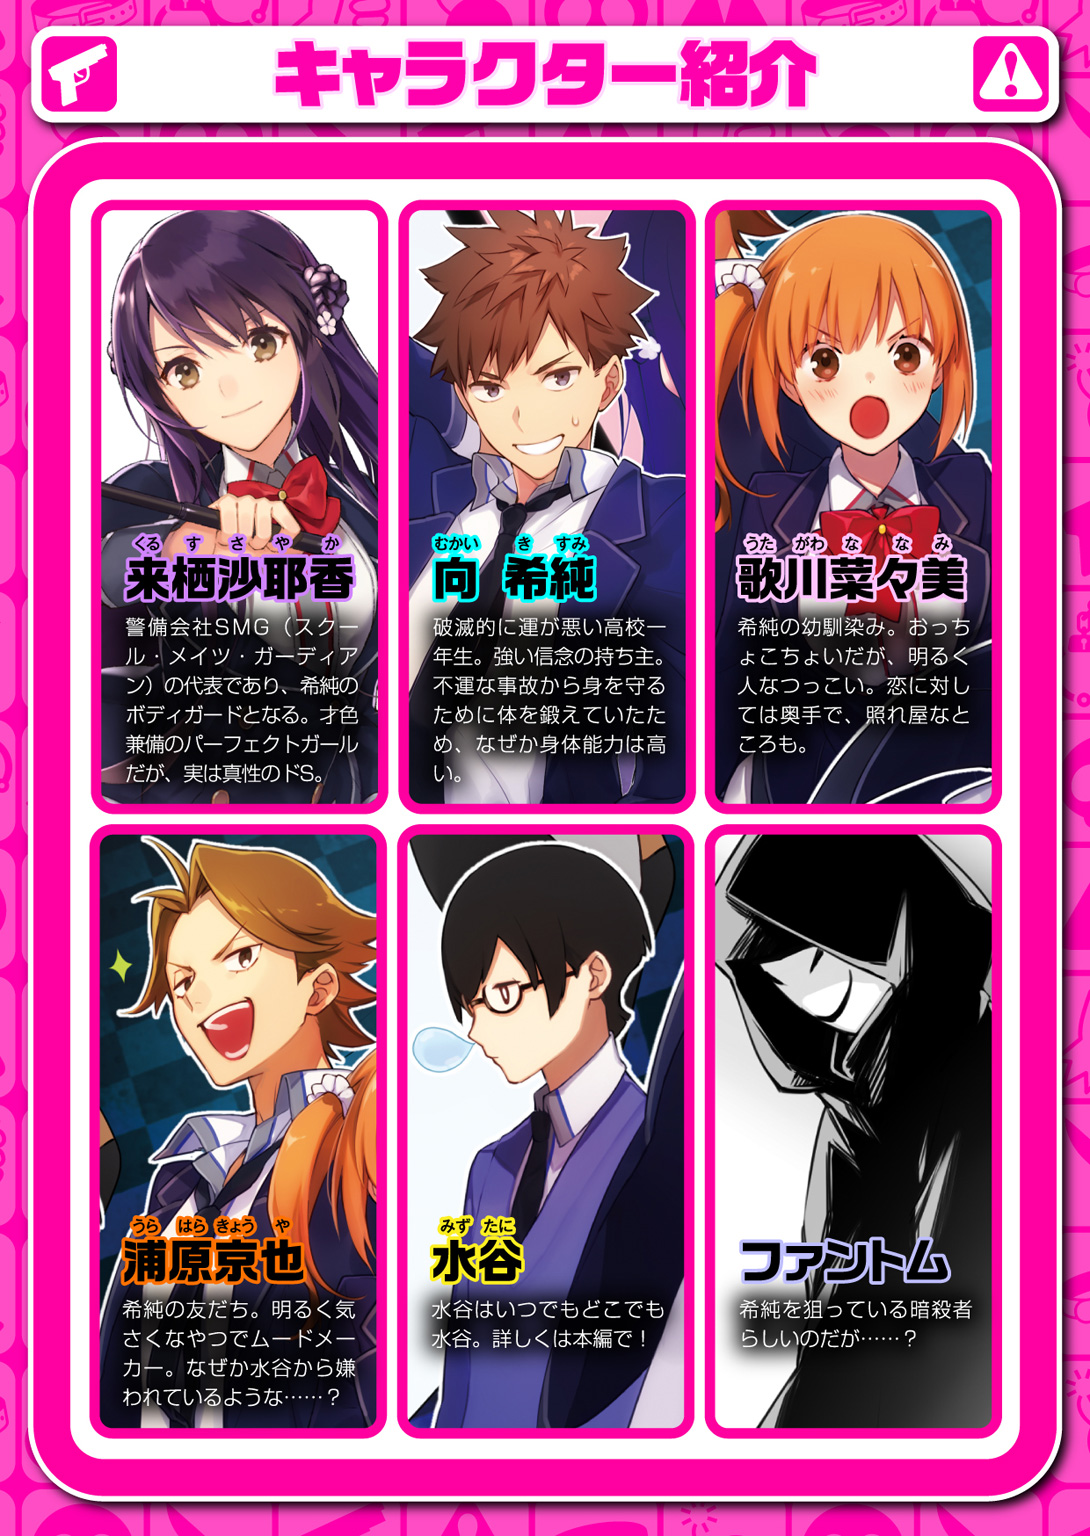 キャラクター紹介
くるすさやか
来栖沙耶香
警備会社SMG（スクー
ル・メイツ・ガーディア
ン）の代表であり、希純の
ボディガードとなる。才色
兼備のパーフェクトガール
だが、実は真性のドS。
むかい きすみ
向 希純
破滅的に運が悪い高校一
年生。強い信念の持ち主。
不運な事故から身を守る
ために体を鍛えていたた
め、なぜか身体能力は高
い。
うたがわななみ
歌川菜々美
希純の幼馴染み。おっち
ょこちょいだが、明るく
人なつっこい。恋に対し
ては奥手で、照れ屋なと
ころも。
うらはらきょうや
浦原京也
希純の友だち。明るく気
さくなやつでムードメー
カー。なぜか水谷から嫌
われているような……？
みずたに
水谷
水谷はいつでもどこでも
水谷。詳しくは本編で！
ファントム
希純を狙っている暗殺者
らしいのだが……？